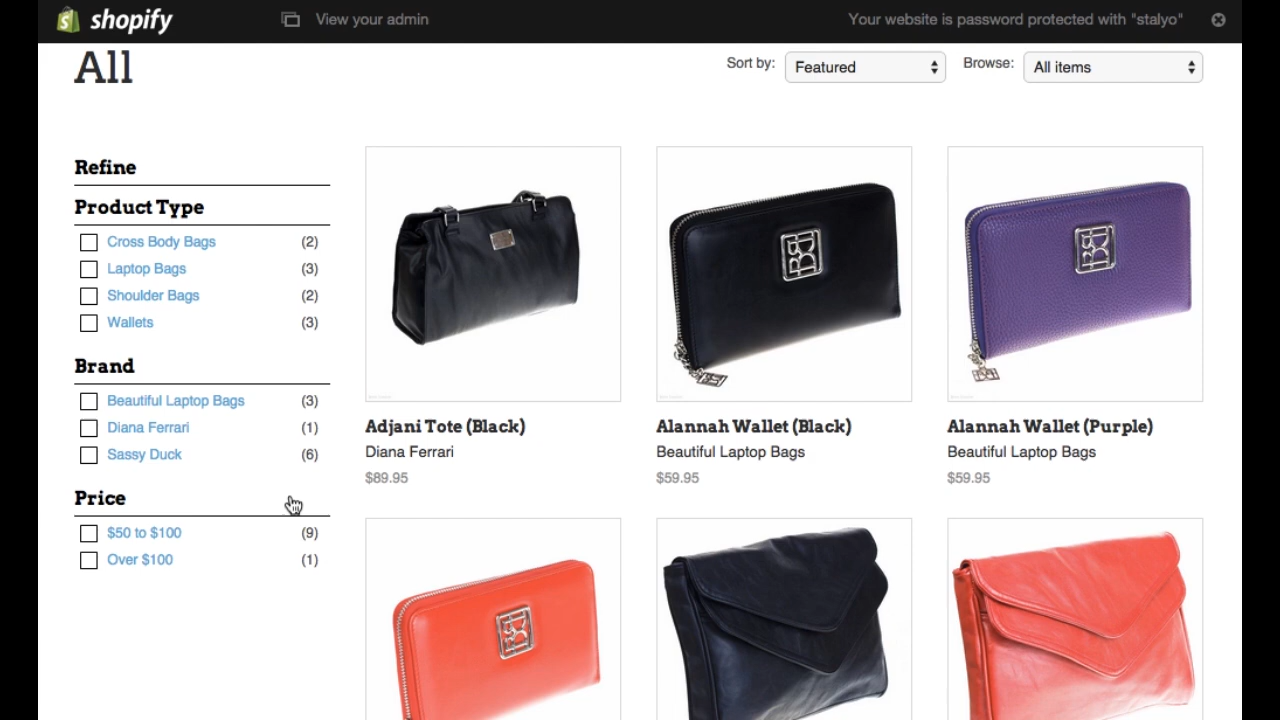 shopify
View your admin
Your website is password protected with "stalyo"
All
Sort by: Featured
Browse: All items
Refine
Product Type
Cross Body Bags (2)
Laptop Bags (3)
Shoulder Bags (2)
Wallets (3)
Brand
Beautiful Laptop Bags (3)
Diana Ferrari (1)
Sassy Duck (6)
Price
$50 to $100 (9)
Over $100 (1)
Adjani Tote (Black)
Diana Ferrari
$89.95
Alannah Wallet (Black)
Beautiful Laptop Bags
$59.95
Alannah Wallet (Purple)
Beautiful Laptop Bags
$59.95